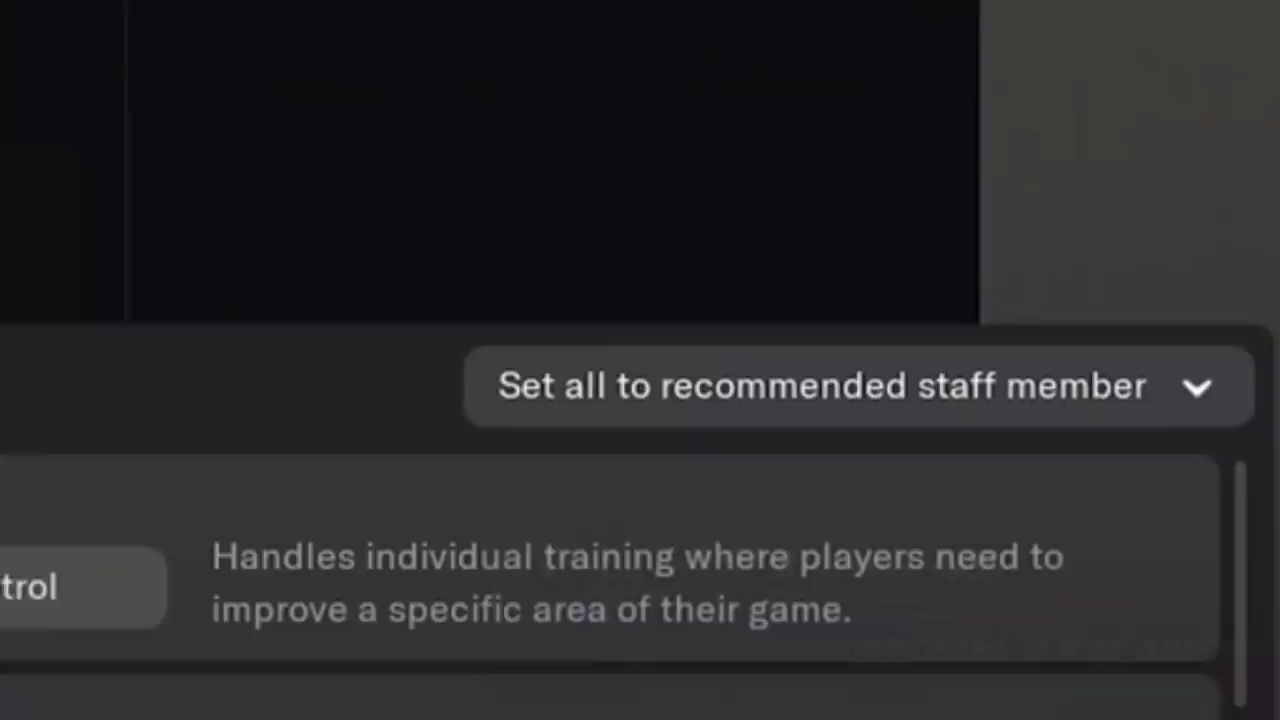 Set all to recommended staff member
Handles individual training where players need to
trol
improve a specific area of their game.